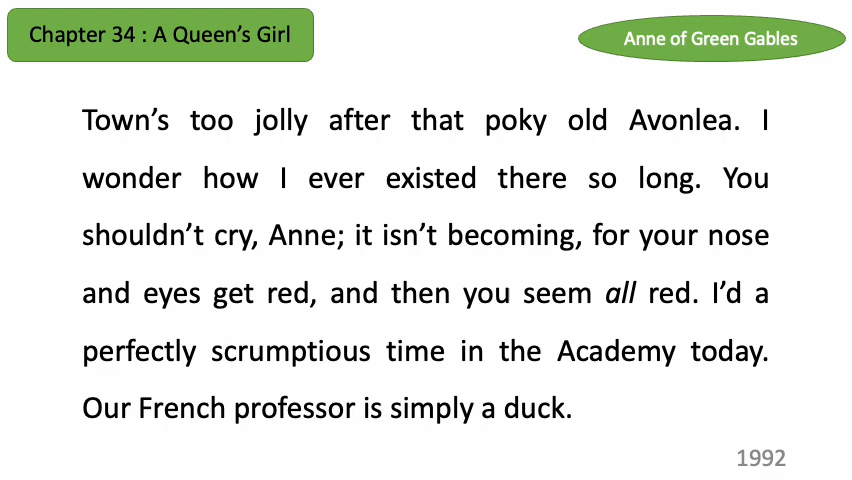 Chapter 34 : A Queen’s Girl
Anne of Green Gables
Town’s too jolly after that poky old Avonlea. I
wonder how I ever existed there so long. You
shouldn’t cry, Anne; it isn’t becoming, for your nose
and eyes get red, and then you seem all red. I’d a
perfectly scrumptious time in the Academy today.
Our French professor is simply a duck.
1992